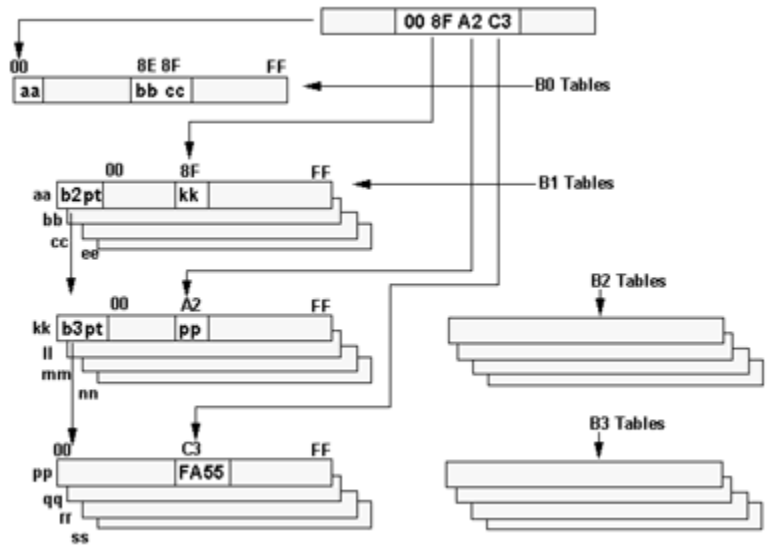 00 8F A2 C3
00 8E 8F FF
aa bb cc
B0 Tables
00 8F FF
aa b2pt kk
B1 Tables
bb
cc
ee
00 A2 FF
B2 Tables
kk b3pt pp
ll
mm
nn
00 C3 FF
B3 Tables
pp FA55
qq
rr
ss